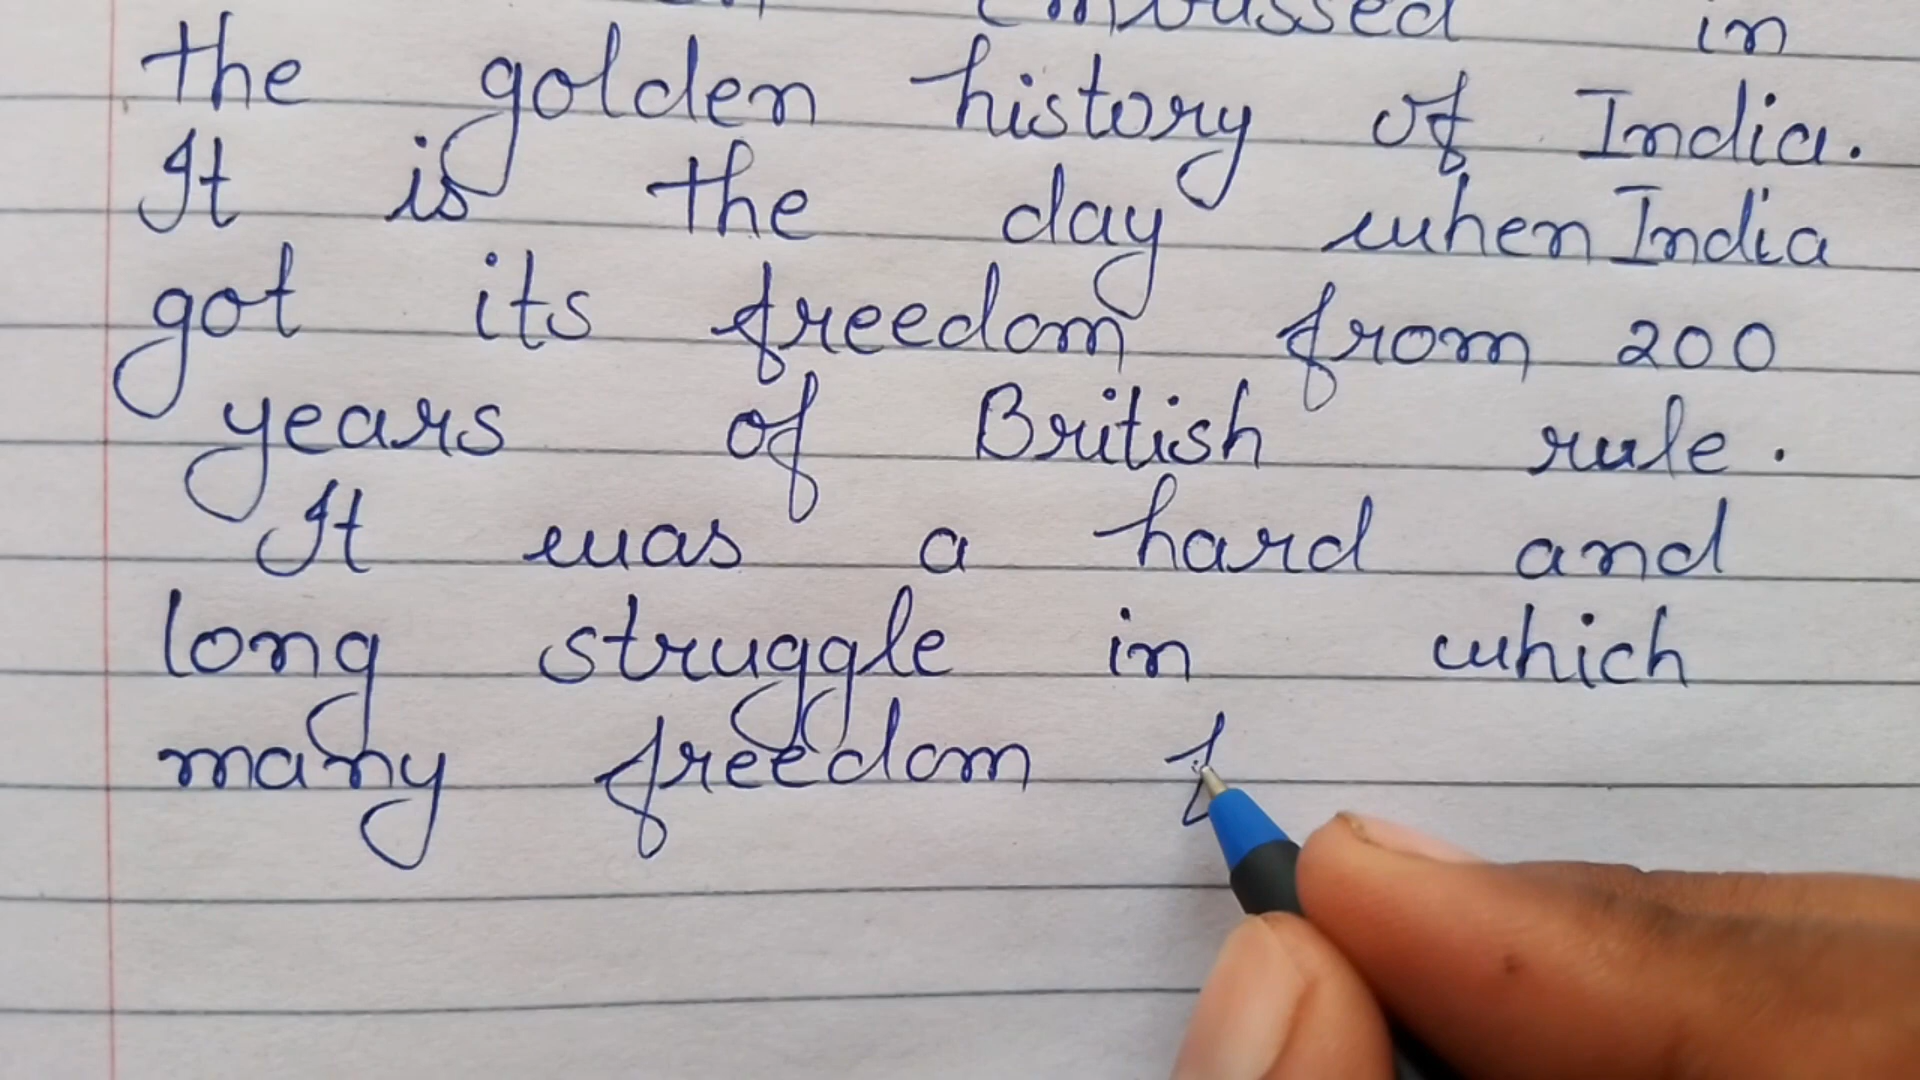 embossed in
the golden history of India.
It is the day when India
got its freedom from 200
years of British rule.
It was a hard and
long struggle in which
many freedom f